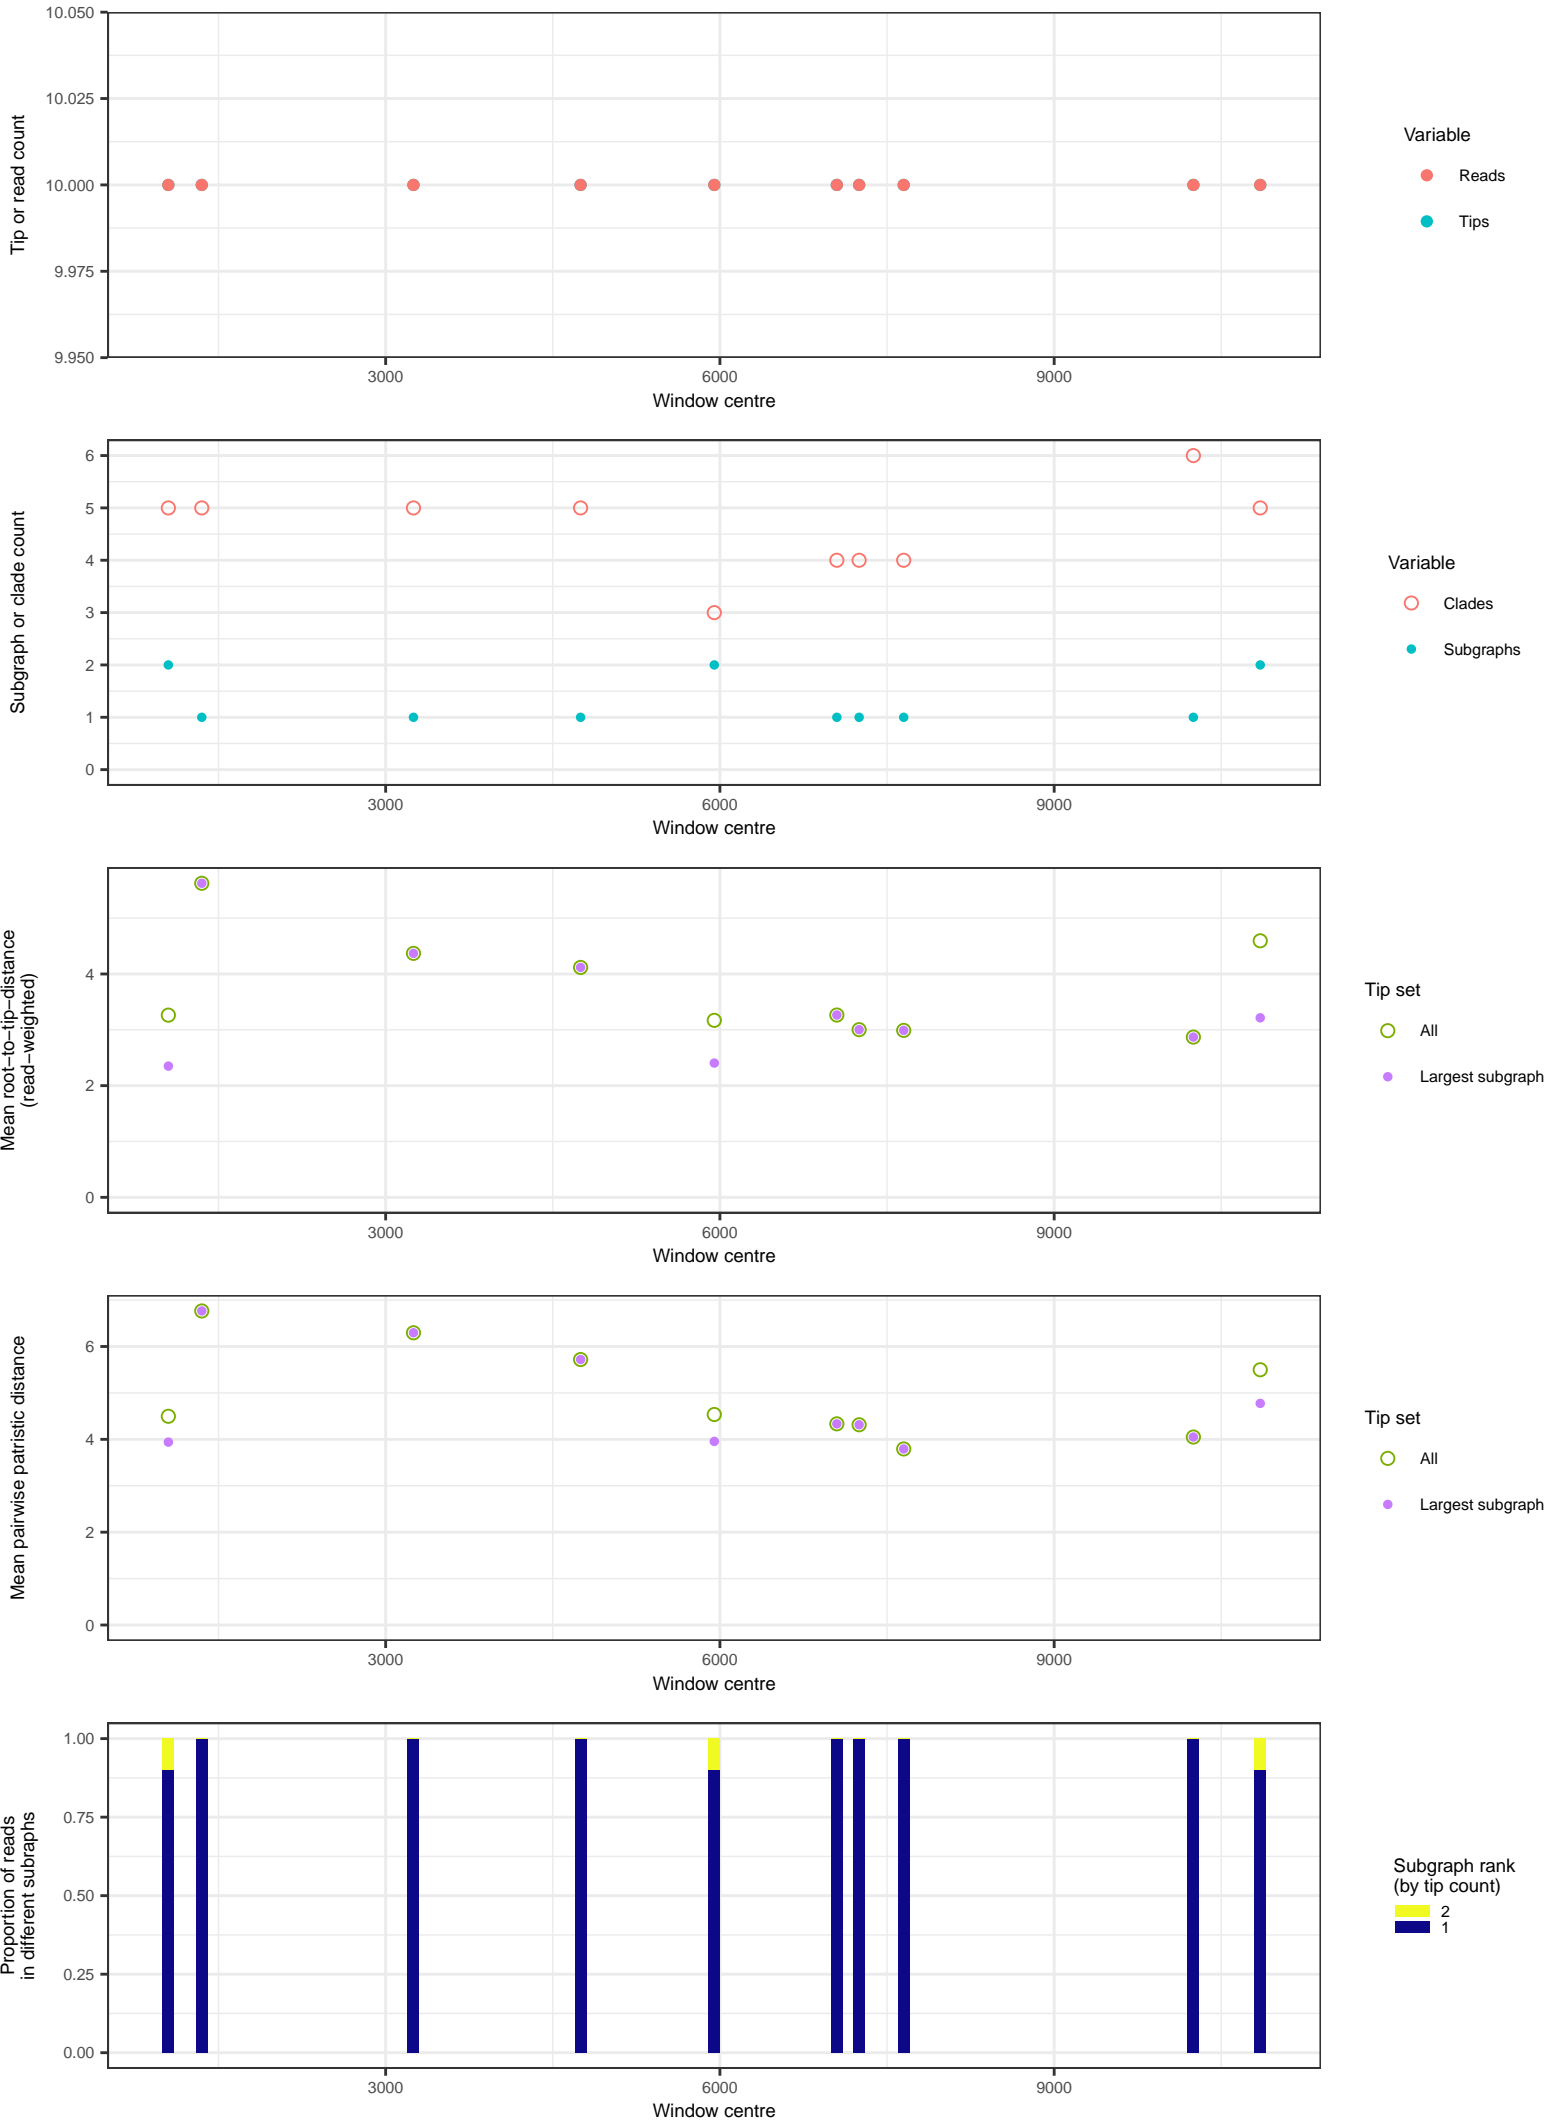 10.050
10.025
10.000
9.975
9.950
Tip or read count
3000 6000 9000
Window centre
Variable
Reads
Tips
6
5
4
3
2
1
0
Subgraph or clade count
3000 6000 9000
Window centre
Variable
Clades
Subgraphs
4
2
0
Mean root−to−tip−distance
(read−weighted)
3000 6000 9000
Window centre
Tip set
All
Largest subgraph
6
4
2
0
Mean pairwise patristic distance
3000 6000 9000
Window centre
Tip set
All
Largest subgraph
1.00
0.75
0.50
0.25
0.00
Proportion of reads
in different subraphs
3000 6000 9000
Window centre
Subgraph rank
(by tip count)
2
1